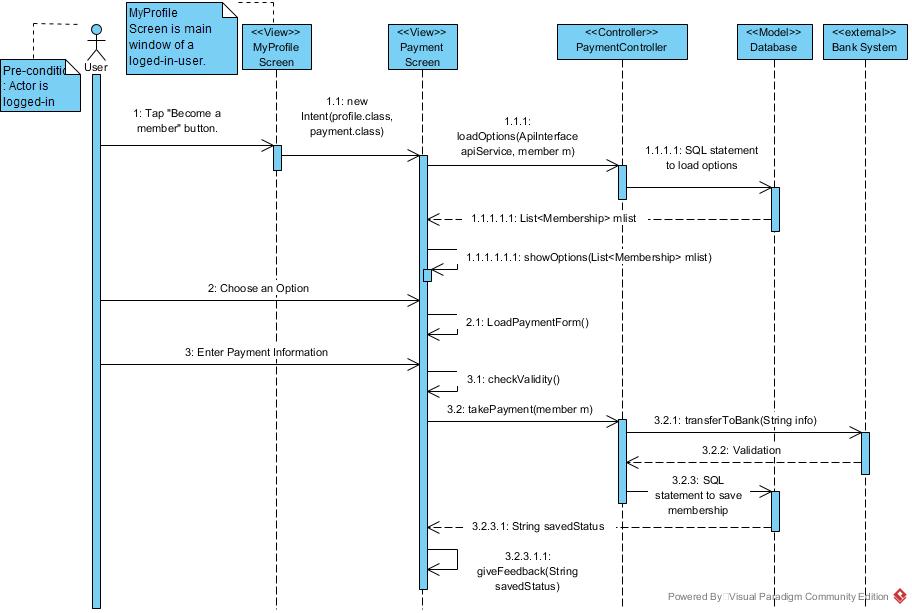 MyProfile
Screen is main
window of a
loged-in-user.
<<View>>
MyProfile
Screen
<<View>>
Payment
Screen
<<Controller>>
PaymentController
<<Model>>
Database
<<external>>
Bank System
User
Pre-conditio
: Actor is
logged-in
1: Tap "Become a
member" button.
1.1: new
Intent(profile.class,
payment.class)
1.1.1:
loadOptions(ApiInterface
apiService, member m)
1.1.1.1: SQL statement
to load options
1.1.1.1.1: List<Membership> mlist
1.1.1.1.1.1: showOptions(List<Membership> mlist)
2: Choose an Option
2.1: LoadPaymentForm()
3: Enter Payment Information
3.1: checkValidity()
3.2: takePayment(member m)
3.2.1: transferToBank(String info)
3.2.2: Validation
3.2.3: SQL
statement to save
membership
3.2.3.1: String savedStatus
3.2.3.1.1:
giveFeedback(String
savedStatus)
Powered By Visual Paradigm Community Edition